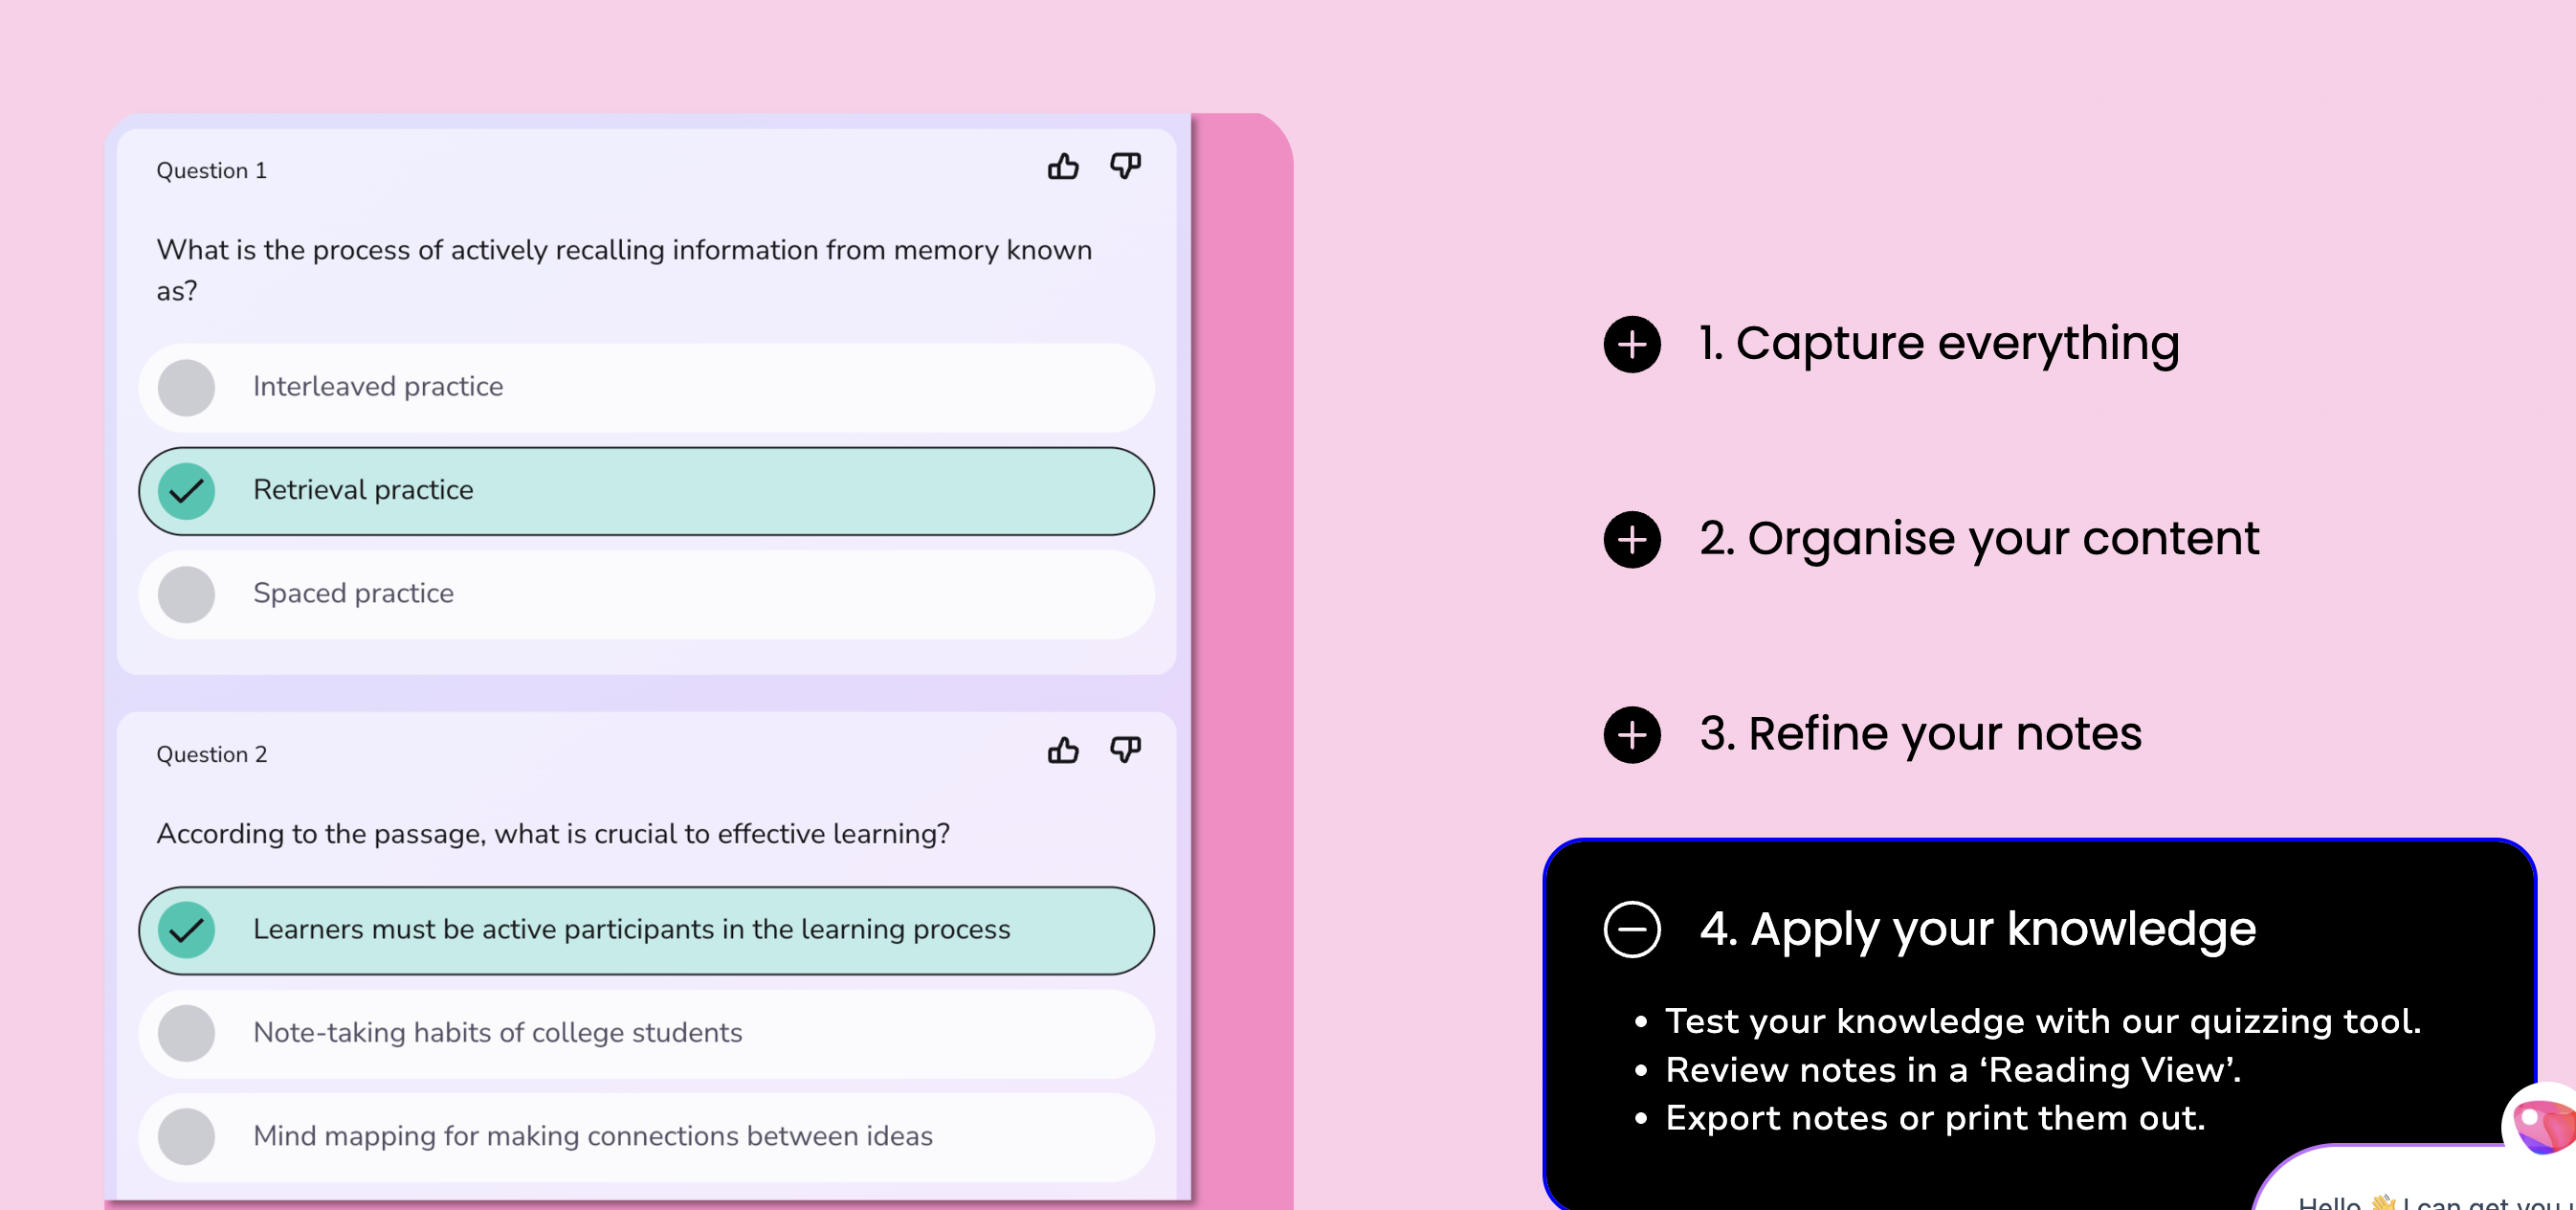 Question 1
What is the process of actively recalling information from memory known
as?
Interleaved practice
Retrieval practice
Spaced practice
Question 2
According to the passage, what is crucial to effective learning?
Learners must be active participants in the learning process
Note-taking habits of college students
Mind mapping for making connections between ideas
1. Capture everything
2. Organise your content
3. Refine your notes
4. Apply your knowledge
• Test your knowledge with our quizzing tool.
• Review notes in a ‘Reading View’.
• Export notes or print them out.
Hello 👋 I can get you